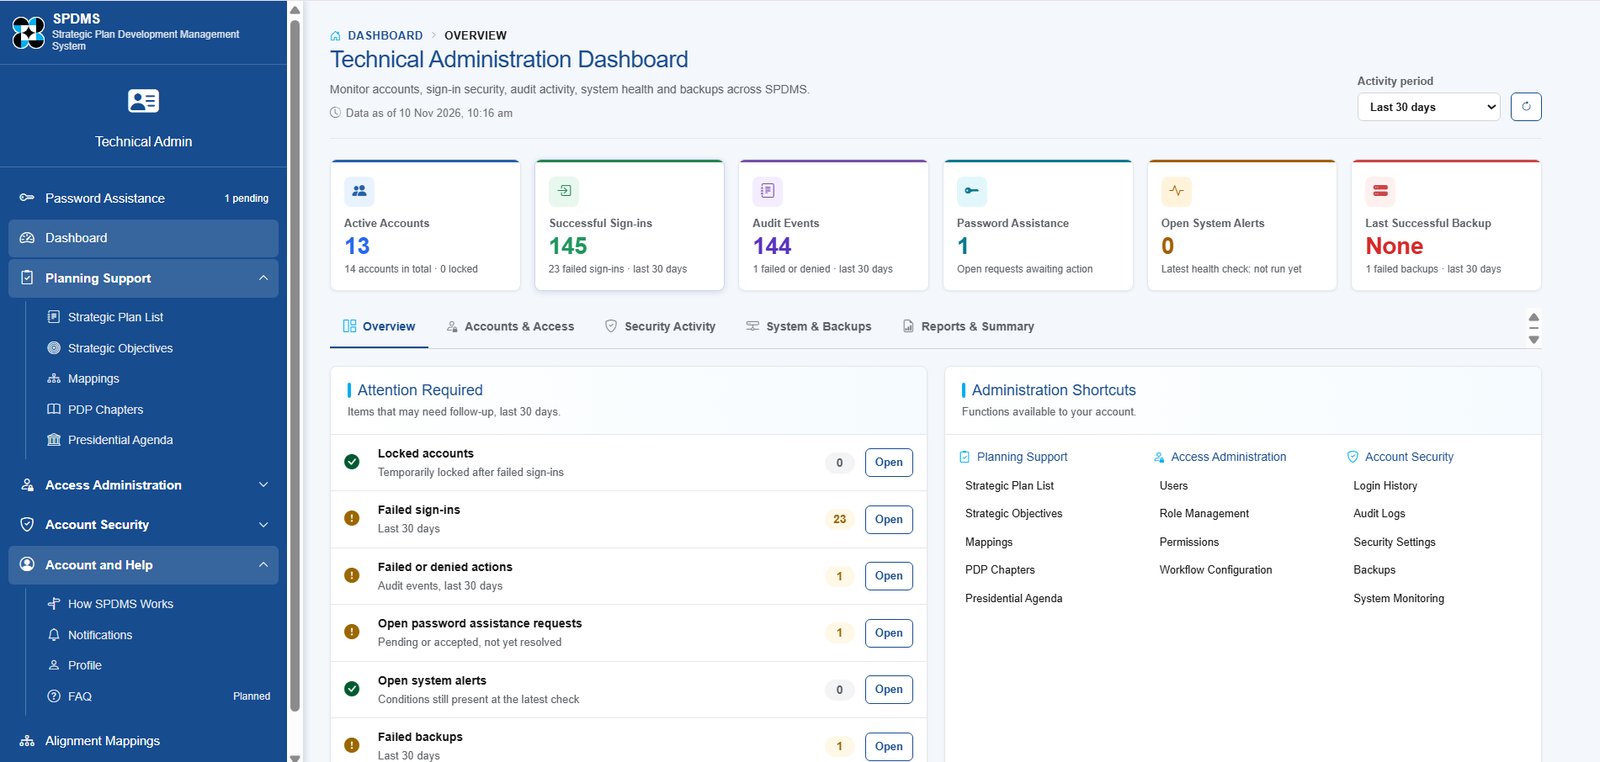 SPDMS
Strategic Plan Development Management
System
Technical Admin
Password Assistance 1 pending
Dashboard
Planning Support
Strategic Plan List
Strategic Objectives
Mappings
PDP Chapters
Presidential Agenda
Access Administration
Account Security
Account and Help
How SPDMS Works
Notifications
Profile
FAQ Planned
Alignment Mappings
DASHBOARD > OVERVIEW
Technical Administration Dashboard
Monitor accounts, sign-in security, audit activity, system health and backups across SPDMS.
Data as of 10 Nov 2026, 10:16 am
Activity period
Last 30 days
Active Accounts
13
14 accounts in total · 0 locked
Successful Sign-ins
145
23 failed sign-ins · last 30 days
Audit Events
144
1 failed or denied · last 30 days
Password Assistance
1
Open requests awaiting action
Open System Alerts
0
Latest health check: not run yet
Last Successful Backup
None
1 failed backups · last 30 days
Overview Accounts & Access Security Activity System & Backups Reports & Summary
Attention Required
Items that may need follow-up, last 30 days.
Locked accounts
Temporarily locked after failed sign-ins
0 Open
Failed sign-ins
Last 30 days
23 Open
Failed or denied actions
Audit events, last 30 days
1 Open
Open password assistance requests
Pending or accepted, not yet resolved
1 Open
Open system alerts
Conditions still present at the latest check
0 Open
Failed backups
Last 30 days
1 Open
Administration Shortcuts
Functions available to your account.
Planning Support
Strategic Plan List
Strategic Objectives
Mappings
PDP Chapters
Presidential Agenda
Access Administration
Users
Role Management
Permissions
Workflow Configuration
Account Security
Login History
Audit Logs
Security Settings
Backups
System Monitoring